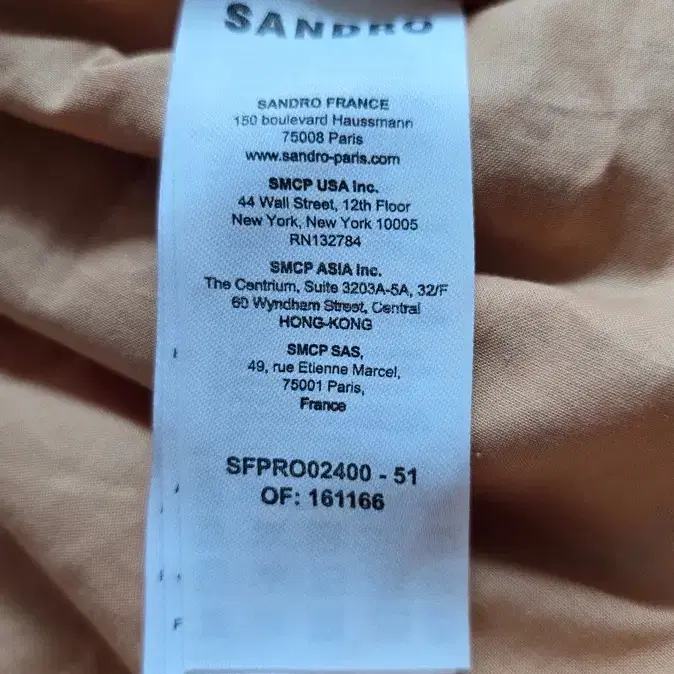 SANDRO
SANDRO FRANCE
150 boulevard Haussmann
75008 Paris
www.sandro-paris.com
SMCP USA Inc.
44 Wall Street, 12th Floor
New York, New York 10005
RN132784
SMCP ASIA Inc.
The Centrium, Suite 3203A-5A, 32/F
60 Wyndham Street, Central
HONG-KONG
SMCP SAS,
49, rue Etienne Marcel,
75001 Paris,
France
SFPRO02400 - 51
OF: 161166
F